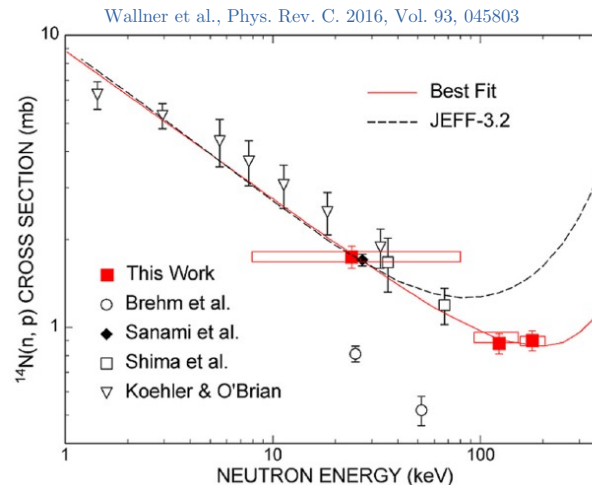 Wallner et al., Phys. Rev. C. 2016, Vol. 93, 045803
10
Best Fit
JEFF-3.2
¹⁴N(n, p) CROSS SECTION (mb)
This Work
Brehm et al.
Sanami et al.
1
Shima et al.
Koehler & O'Brian
1 10 100
NEUTRON ENERGY (keV)